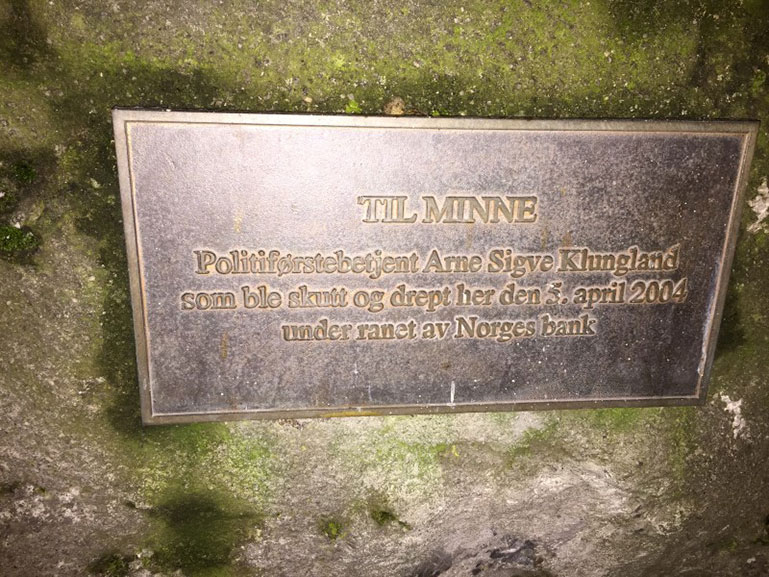 TIL MINNE
Politiførstebetjent Arne Sigve Klungland
som ble skutt og drept her den 5. april 2004
under ranet av Norges bank